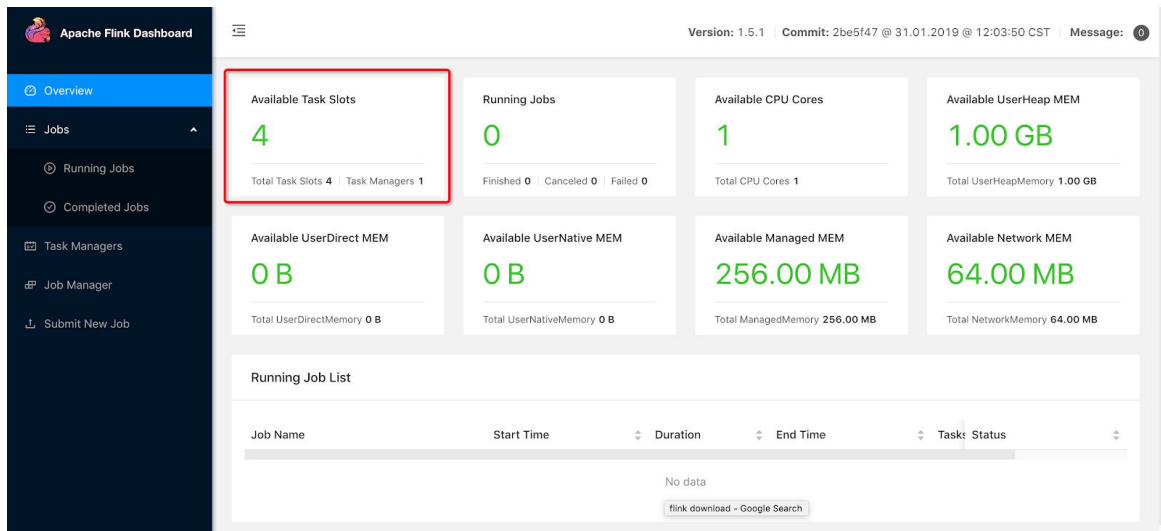 Apache Flink Dashboard
Version: 1.5.1 Commit: 2be5f47 @ 31.01.2019 @ 12:03:50 CST Message: 0
Overview
Jobs
Running Jobs
Completed Jobs
Task Managers
Job Manager
Submit New Job
Available Task Slots
4
Total Task Slots 4 Task Managers 1
Running Jobs
0
Finished 0 Canceled 0 Failed 0
Available CPU Cores
1
Total CPU Cores 1
Available UserHeap MEM
1.00 GB
Total UserHeapMemory 1.00 GB
Available UserDirect MEM
0 B
Total UserDirectMemory 0 B
Available UserNative MEM
0 B
Total UserNativeMemory 0 B
Available Managed MEM
256.00 MB
Total ManagedMemory 256.00 MB
Available Network MEM
64.00 MB
Total NetworkMemory 64.00 MB
Running Job List
Job Name Start Time Duration End Time Tasks Status
No data
flink download - Google Search